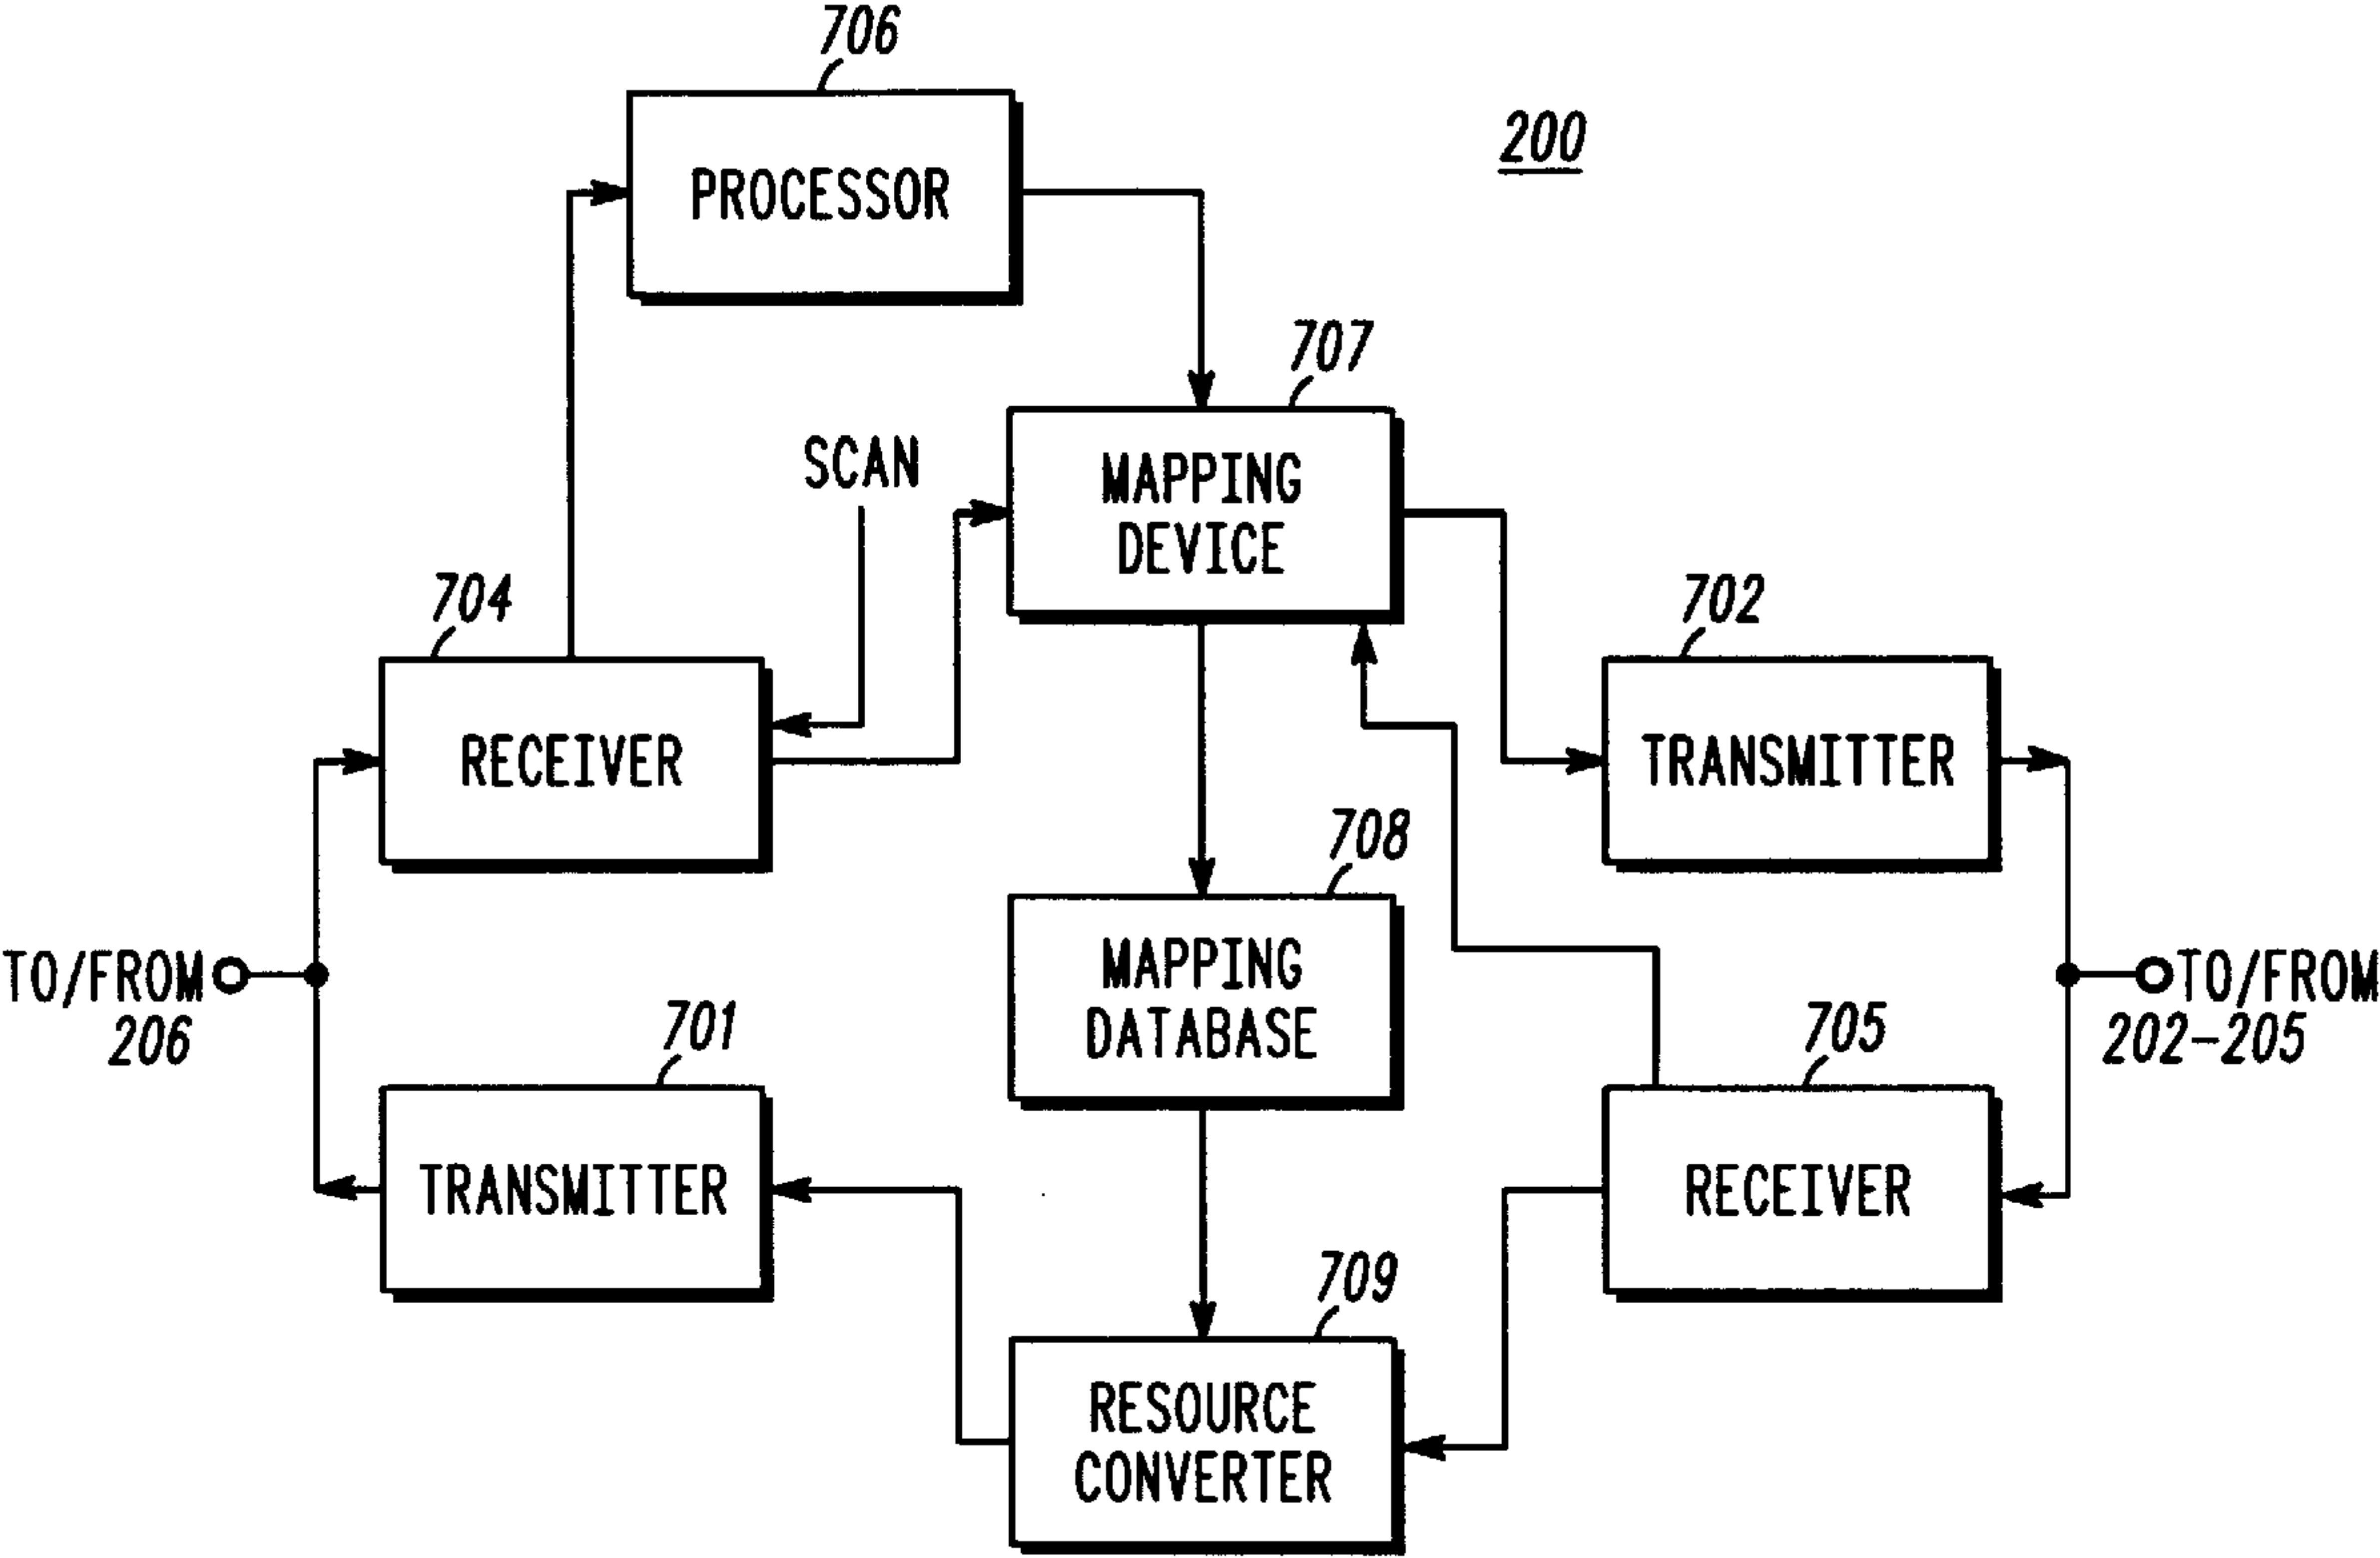 706
200
PROCESSOR
707
SCAN
MAPPING
DEVICE
704
702
RECEIVER
TRANSMITTER
708
MAPPING
DATABASE
TO/FROM
206
TO/FROM
202-205
701
705
TRANSMITTER
RECEIVER
709
RESOURCE
CONVERTER